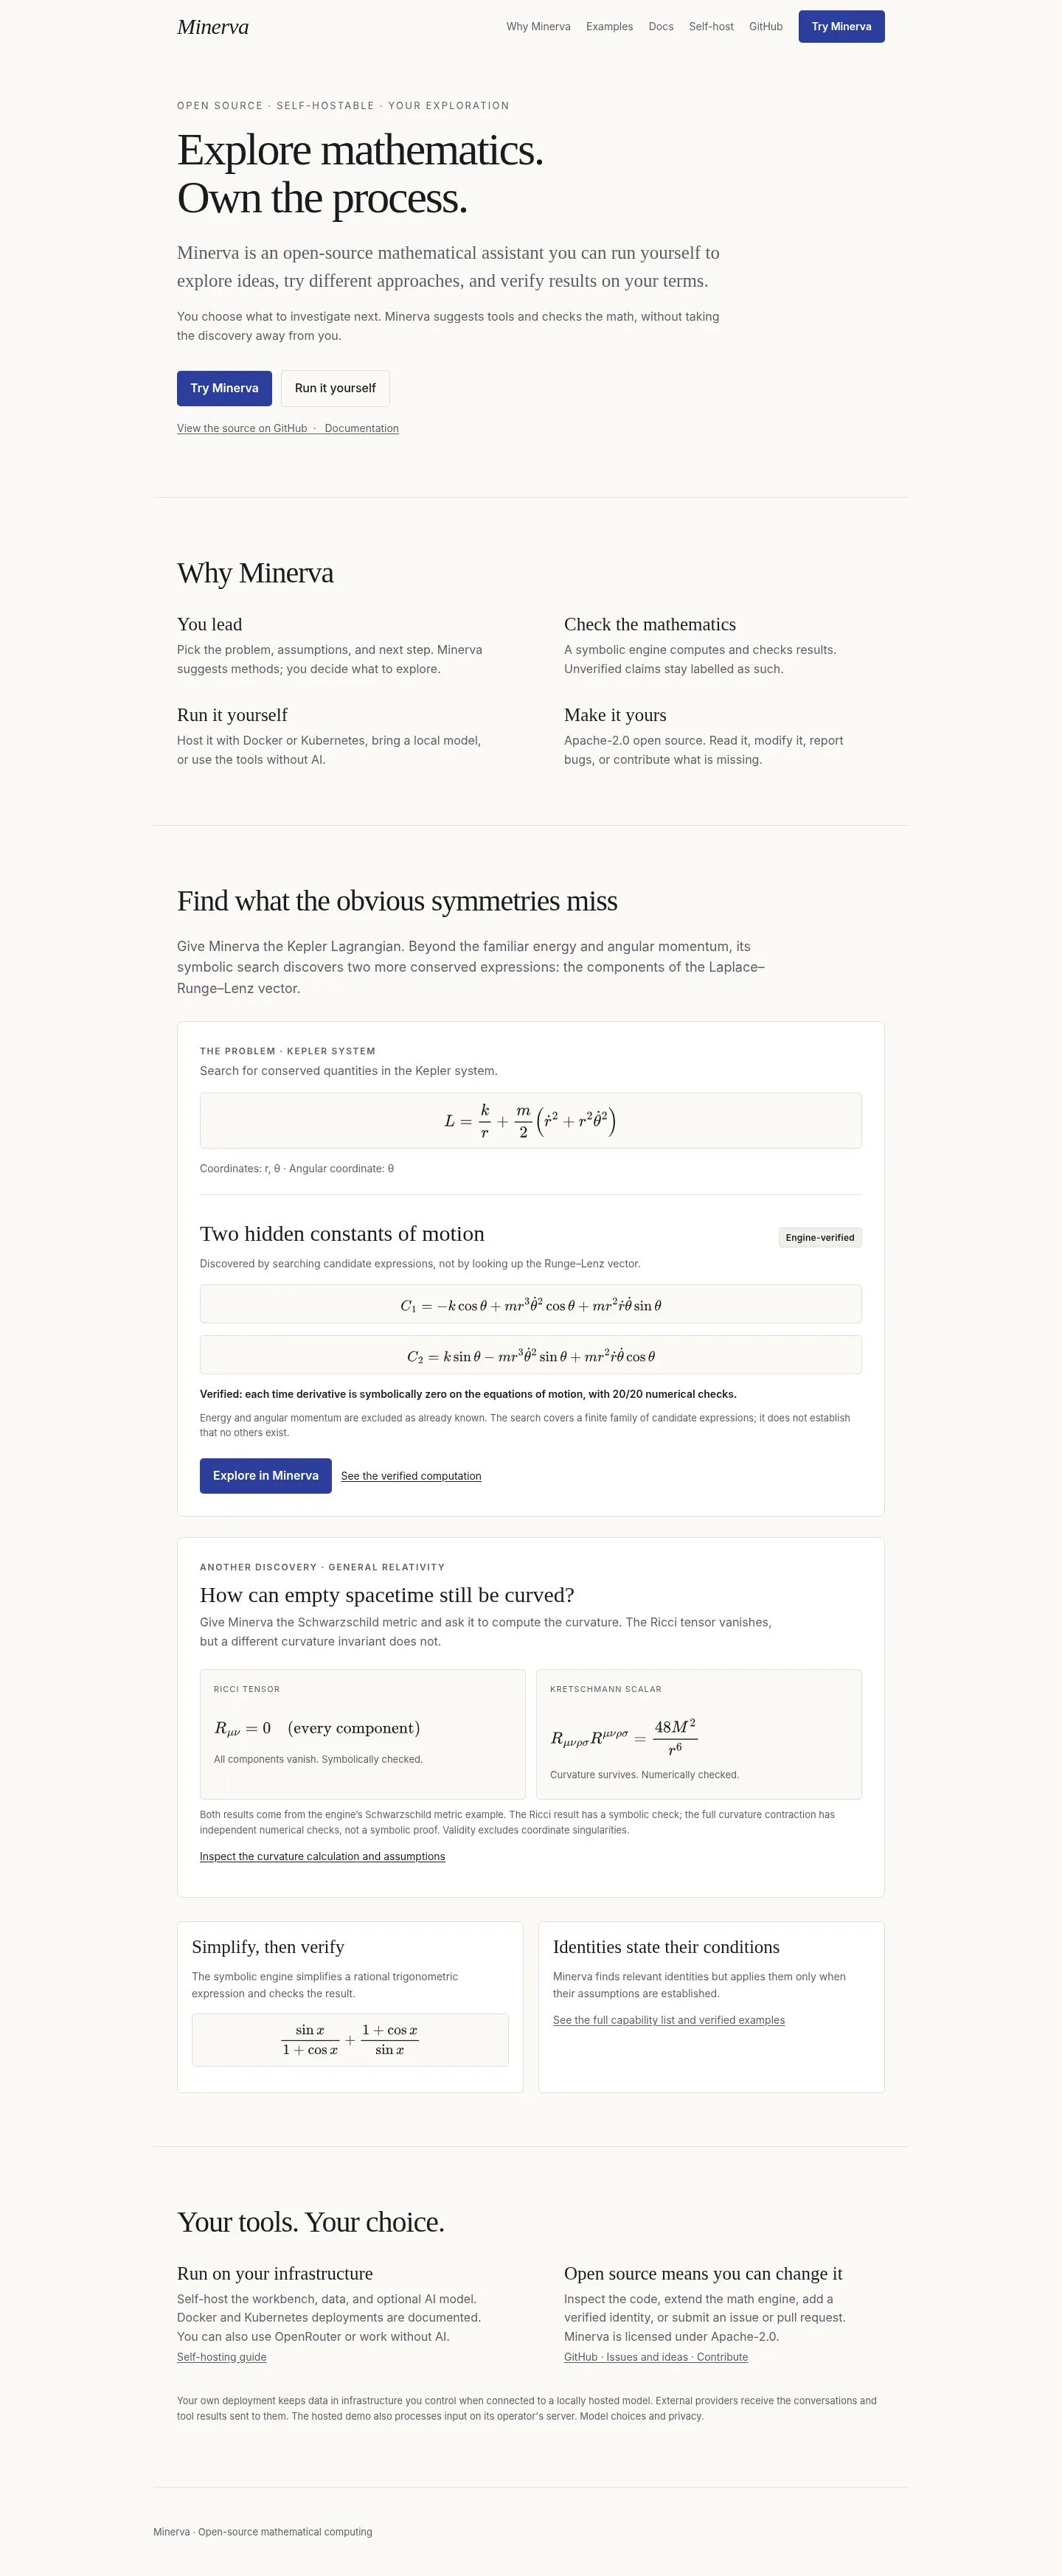 Minerva
Why Minerva Examples Docs Self-host GitHub Try Minerva
OPEN SOURCE · SELF-HOSTABLE · YOUR EXPLORATION
Explore mathematics.
Own the process.
Minerva is an open-source mathematical assistant you can run yourself to
explore ideas, try different approaches, and verify results on your terms.
You choose what to investigate next. Minerva suggests tools and checks the math, without taking
the discovery away from you.
Try Minerva Run it yourself
View the source on GitHub · Documentation
Why Minerva
You lead
Pick the problem, assumptions, and next step. Minerva
suggests methods; you decide what to explore.
Check the mathematics
A symbolic engine computes and checks results.
Unverified claims stay labelled as such.
Run it yourself
Host it with Docker or Kubernetes, bring a local model,
or use the tools without AI.
Make it yours
Apache-2.0 open source. Read it, modify it, report
bugs, or contribute what is missing.
Find what the obvious symmetries miss
Give Minerva the Kepler Lagrangian. Beyond the familiar energy and angular momentum, its
symbolic search discovers two more conserved expressions: the components of the Laplace–
Runge–Lenz vector.
THE PROBLEM · KEPLER SYSTEM
Search for conserved quantities in the Kepler system.
L = k/r + m/2 (ṙ² + r²θ̇²)
Coordinates: r, θ · Angular coordinate: θ
Two hidden constants of motion
Engine-verified
Discovered by searching candidate expressions, not by looking up the Runge–Lenz vector.
C₁ = −k cos θ + mr³θ̇² cos θ + mr²ṙθ̇ sin θ
C₂ = k sin θ − mr³θ̇² sin θ + mr²ṙθ̇ cos θ
Verified: each time derivative is symbolically zero on the equations of motion, with 20/20 numerical checks.
Energy and angular momentum are excluded as already known. The search covers a finite family of candidate expressions; it does not establish
that no others exist.
Explore in Minerva See the verified computation
ANOTHER DISCOVERY · GENERAL RELATIVITY
How can empty spacetime still be curved?
Give Minerva the Schwarzschild metric and ask it to compute the curvature. The Ricci tensor vanishes,
but a different curvature invariant does not.
RICCI TENSOR
R_μν = 0 (every component)
All components vanish. Symbolically checked.
KRETSCHMANN SCALAR
R_μνρσ R^μνρσ = 48M²/r⁶
Curvature survives. Numerically checked.
Both results come from the engine's Schwarzschild metric example. The Ricci result has a symbolic check; the full curvature contraction has
independent numerical checks, not a symbolic proof. Validity excludes coordinate singularities.
Inspect the curvature calculation and assumptions
Simplify, then verify
The symbolic engine simplifies a rational trigonometric
expression and checks the result.
sin x/(1 + cos x) + (1 + cos x)/sin x
Identities state their conditions
Minerva finds relevant identities but applies them only when
their assumptions are established.
See the full capability list and verified examples
Your tools. Your choice.
Run on your infrastructure
Self-host the workbench, data, and optional AI model.
Docker and Kubernetes deployments are documented.
You can also use OpenRouter or work without AI.
Self-hosting guide
Open source means you can change it
Inspect the code, extend the math engine, add a
verified identity, or submit an issue or pull request.
Minerva is licensed under Apache-2.0.
GitHub · Issues and ideas · Contribute
Your own deployment keeps data in infrastructure you control when connected to a locally hosted model. External providers receive the conversations and
tool results sent to them. The hosted demo also processes input on its operator's server. Model choices and privacy.
Minerva · Open-source mathematical computing